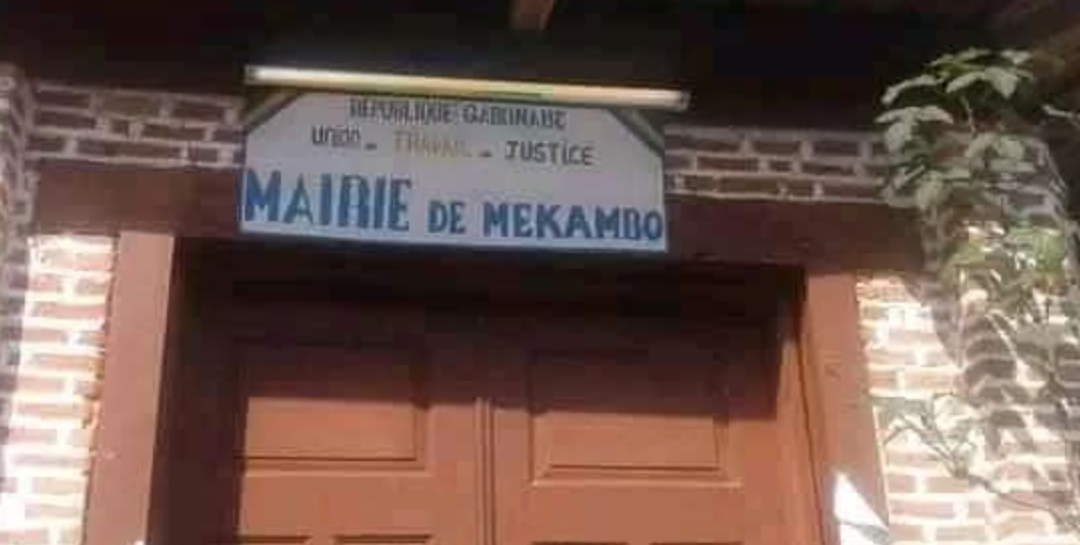 REPUBLIQUE GABONAISE
Union - TRAVAIL - JUSTICE
MAIRIE DE MEKAMBO